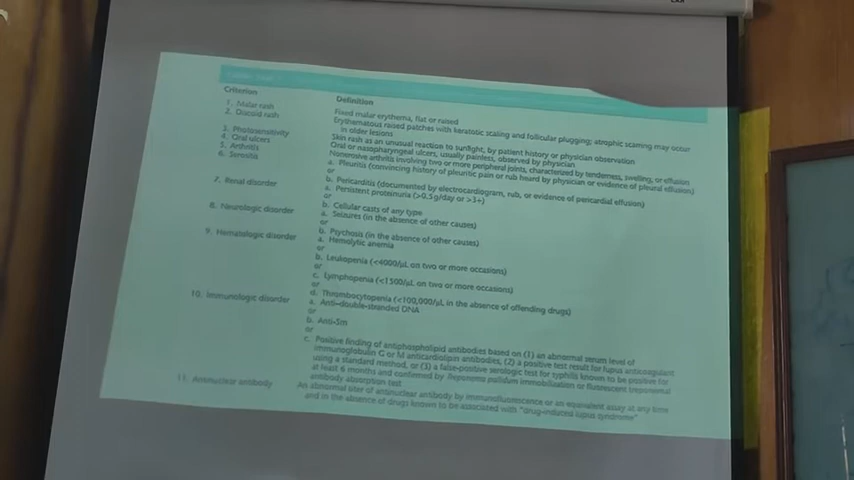 Criterion Definition
1. Malar rash Fixed malar erythema, flat or raised
2. Discoid rash Erythematous raised patches with keratotic scaling and follicular plugging; atrophic scarring may occur
in older lesions
3. Photosensitivity Skin rash as an unusual reaction to sunlight, by patient history or physician observation
4. Oral ulcers Oral or nasopharyngeal ulcers, usually painless, observed by physician
5. Arthritis Nonerosive arthritis involving two or more peripheral joints, characterized by tenderness, swelling, or effusion
6. Serositis a. Pleuritis (convincing history of pleuritic pain or rub heard by physician or evidence of pleural effusion)
or
b. Pericarditis (documented by electrocardiogram, rub, or evidence of pericardial effusion)
7. Renal disorder a. Persistent proteinuria (>0.5g/day or >3+)
or
b. Cellular casts of any type
8. Neurologic disorder a. Seizures (in the absence of other causes)
or
b. Psychosis (in the absence of other causes)
9. Hematologic disorder a. Hemolytic anemia
or
b. Leukopenia (<4000/μL on two or more occasions)
or
c. Lymphopenia (<1500/μL on two or more occasions)
or
d. Thrombocytopenia (<100,000/μL in the absence of offending drugs)
10. Immunologic disorder a. Anti-double-stranded DNA
or
b. Anti-Sm
or
c. Positive finding of antiphospholipid antibodies based on (1) an abnormal serum level of
immunoglobulin G or M anticardiolipin antibodies, (2) a positive test result for lupus anticoagulant
using a standard method, or (3) a false-positive serologic test for syphilis known to be positive for
at least 6 months and confirmed by Treponema pallidum immobilization or fluorescent treponemal
antibody absorption test
11. Antinuclear antibody An abnormal titer of antinuclear antibody by immunofluorescence or an equivalent assay at any time
and in the absence of drugs known to be associated with "drug-induced lupus syndrome"